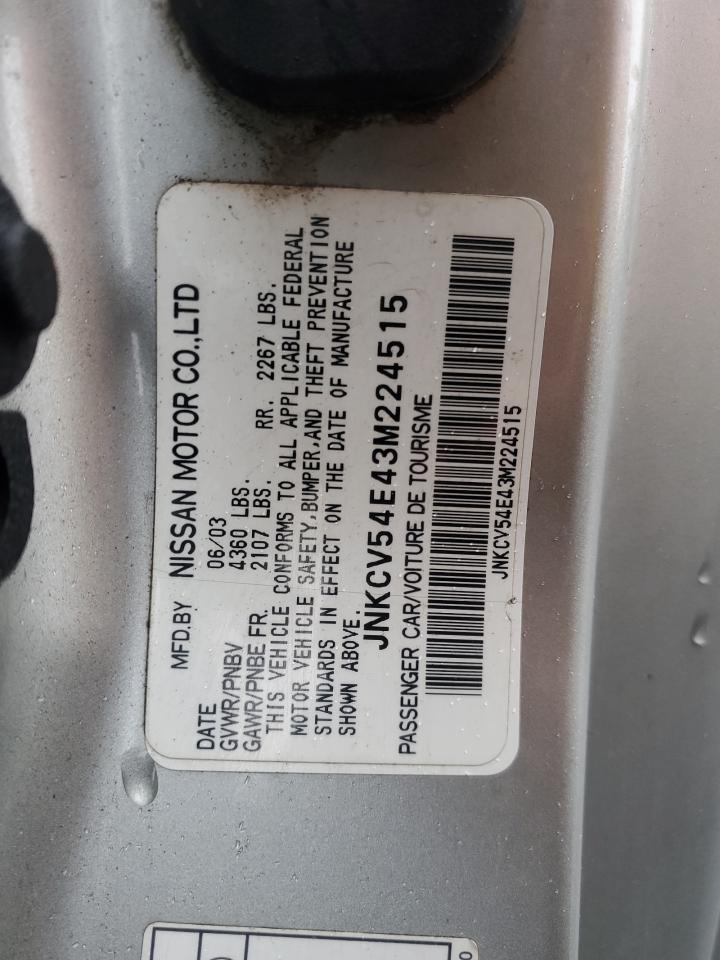 MFD.BY NISSAN MOTOR CO.,LTD
DATE 06/03
GVWR/PNBV 4360 LBS.
GAWR/PNBE FR. 2107 LBS. RR. 2267 LBS.
THIS VEHICLE CONFORMS TO ALL APPLICABLE FEDERAL
MOTOR VEHICLE SAFETY,BUMPER,AND THEFT PREVENTION
STANDARDS IN EFFECT ON THE DATE OF MANUFACTURE
SHOWN ABOVE.
JNKCV54E43M224515
PASSENGER CAR/VOITURE DE TOURISME
JNKCV54E43M224515